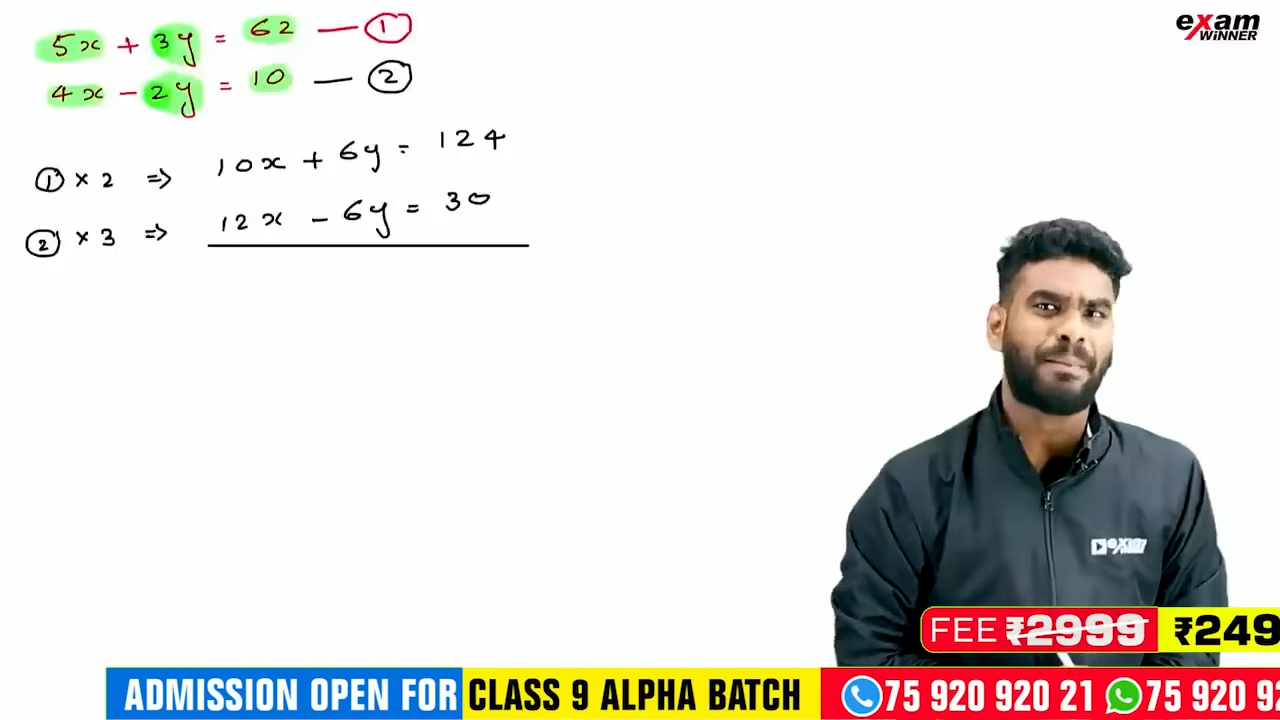 5x + 3y = 62 — ①
4x - 2y = 10 — ②
① × 2 ⇒ 10x + 6y = 124
② × 3 ⇒ 12x - 6y = 30
exam
WINNER
FEE ₹2999 ₹249
ADMISSION OPEN FOR CLASS 9 ALPHA BATCH 75 920 920 21 75 920 92